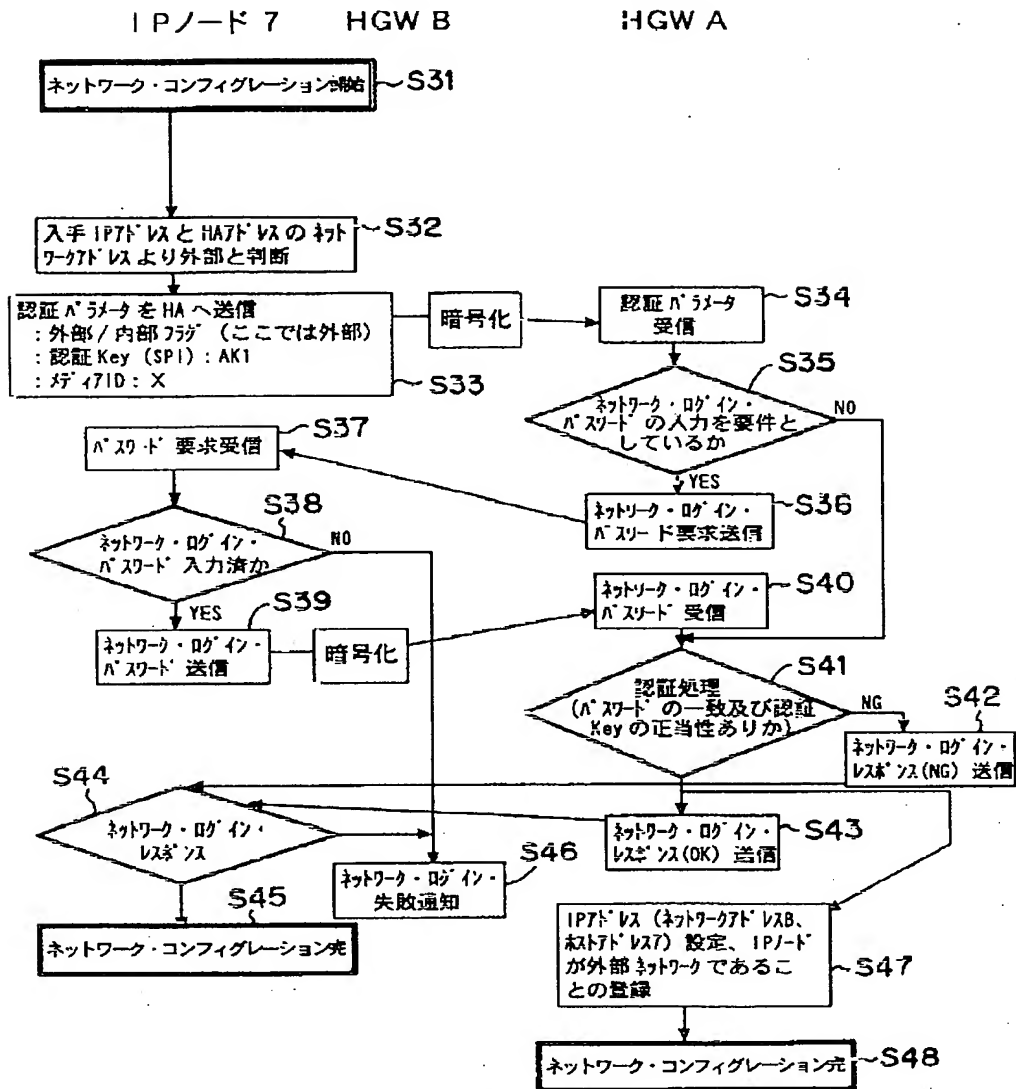 IPノード 7 HGW B HGW A
ネットワーク・コンフィグレーション開始
S31
入手IPアドレスとHAアドレスのネット
ワークアドレスより外部と判断
S32
認証パラメータをHAへ送信
:外部/内部フラグ(ここでは外部)
:認証Key(SPI):AK1
:メディアID:X
S33
暗号化
認証パラメータ
受信
S34
ネットワーク・ログイン・
パスワードの入力を要件と
しているか
S35
NO
YES
ネットワーク・ログイン・
パスワード要求送信
S36
パスワード要求受信
S37
ネットワーク・ログイン・
パスワード入力済か
S38
NO
YES
ネットワーク・ログイン・
パスワード送信
S39
暗号化
ネットワーク・ログイン・
パスワード受信
S40
認証処理
(パスワードの一致及び認証
Keyの正当性ありか)
S41
NG
ネットワーク・ログイン・
レスポンス(NG)送信
S42
ネットワーク・ログイン・
レスポンス(OK)送信
S43
ネットワーク・ログイン・
レスポンス
S44
ネットワーク・ログイン・
失敗通知
S46
ネットワーク・コンフィグレーション完
S45
IPアドレス(ネットワークアドレスB、
ホストアドレス7)設定、IPノード
が外部ネットワークであるこ
との登録
S47
ネットワーク・コンフィグレーション完
S48